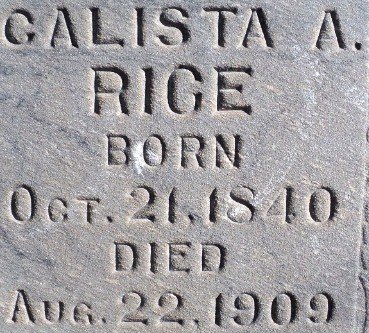 CALISTA A.
RICE
BORN
OCT. 21, 1840
DIED
AUG. 22, 1909